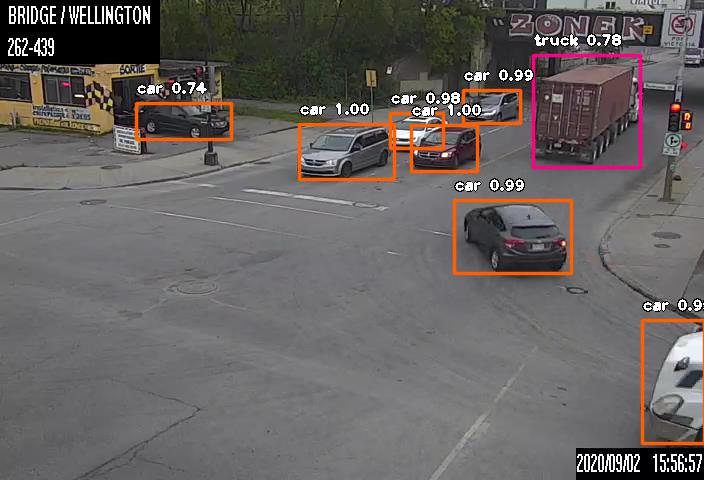 BRIDGE / WELLINGTON
262-439
ZONEK
truck 0.78
car 0.99
car 0.74
car 0.98
car 1.00
car 1.00
car 0.99
car 0.9
2020/09/02 15:56:57